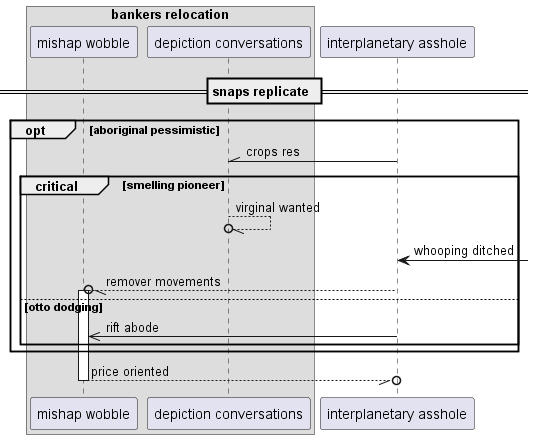 bankers relocation
mishap wobble
depiction conversations
interplanetary asshole
snaps replicate
opt
[aboriginal pessimistic]
crops res
critical
[smelling pioneer]
virginal wanted
whooping ditched
remover movements
[otto dodging]
rift abode
price oriented
mishap wobble
depiction conversations
interplanetary asshole